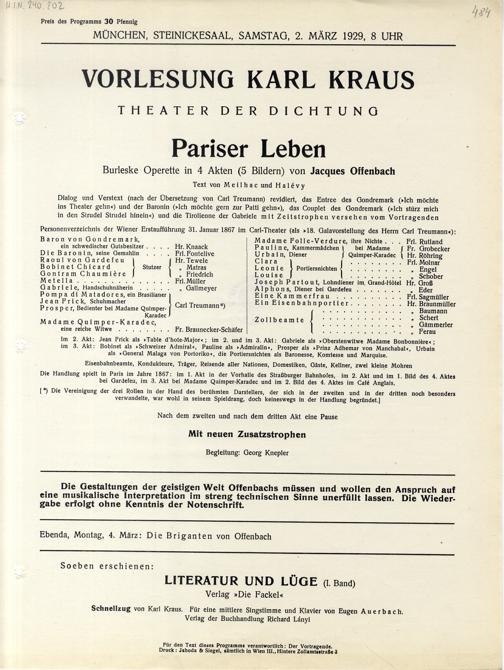 H.I.N. 240.202
484
Preis des Programms 30 Pfennig
MÜNCHEN, STEINICKESAAL, SAMSTAG, 2. MÄRZ 1929, 8 UHR
VORLESUNG KARL KRAUS
THEATER DER DICHTUNG
Pariser Leben
Burleske Operette in 4 Akten (5 Bildern) von Jacques Offenbach
Text von Meilhac und Halévy
Dialog und Verstext (nach der Übersetzung von Carl Treumann) revidiert, das Entree des Gondremark (»Ich möchte
ins Theater gehn«) und der Baronin (»Ich möchte gern zur Patti gehn«), das Couplet des Gondremark (»Ich stürz mich
in den Strudel Strudel hinein«) und die Tirolienne der Gabriele mit Zeitstrophen versehen vom Vortragenden
Personenverzeichnis der Wiener Erstaufführung 31. Januar 1867 im Carl-Theater (als »18. Galavorstellung des Herrn Carl Treumann«):
Baron von Gondremark,
ein schwedischer Gutsbesitzer . . . . Hr. Knaack
Die Baronin, seine Gemahlin . . . Frl. Fontelive
Raoul von Gardefeu } Stutzer { Hr. Tewele
Bobinet Chicard „ Matras
Gontram Chaumière „ Friedrich
Metella . . . . . . . . . . Frl. Müller
Gabriele, Handschuhnäherin . . . . „ Gallmeyer
Pompa di Matadores, ein Brasilianer
Jean Frick, Schuhmacher
Prosper, Bedienter bei Madame Quimper-
Karadec
} Carl Treumann*)
Madame Quimper-Karadec,
eine reiche Witwe . . . . . . . Fr. Braunecker-Schäfer
Madame Folle-Verdure, ihre Nichte . . Frl. Rutland
Pauline, Kammermädchen } bei Madame { Fr. Grobecker
Urbain, Diener Quimper-Karadec Hr. Röhring
Clara } Portiersnichten { Frl. Molnar
Leonie „ Engel
Louise „ Schober
Joseph Partout, Lohndiener im Grand-Hôtel Hr. Groß
Alphons, Diener bei Gardefeu . . . . „ Eder
Eine Kammerfrau . . . . . . . Frl. Sagmüller
Ein Eisenbahnportier . . . . . . Hr. Braunmüller
Zollbeamte { „ Baumann
„ Schert
„ Gämmerler
„ Perau
Im 2. Akt: Jean Frick als »Table d'hote-Major«; im 2. und im 3. Akt: Gabriele als »Oberstenswitwe Madame Bonbonnière«;
im 3. Akt: Bobinet als »Schweizer Admiral«, Pauline als »Admiralin«, Prosper als »Prinz Adhemar von Manchabal«, Urbain
als »General Malaga von Portoriko«, die Portiersnichten als Baronesse, Komtesse und Marquise.
Eisenbahnbeamte, Kondukteure, Träger, Reisende aller Nationen, Domestiken, Gäste, Kellner, zwei kleine Mohren
Die Handlung spielt in Paris im Jahre 1867: im 1. Akt in der Vorhalle des Straßburger Bahnhofes, im 2. Akt und im 1. Bild des 4. Aktes
bei Gardefeu, im 3. Akt bei Madame Quimper-Karadec und im 2. Bild des 4. Aktes im Café Anglais.
[*) Die Vereinigung der drei Rollen in der Hand des berühmten Darstellers, der sich in der zweiten und in der dritten noch besonders
verwandelte, war wohl in seinem Spieldrang, doch keineswegs in der Handlung begründet.]
Nach dem zweiten und nach dem dritten Akt eine Pause
Mit neuen Zusatzstrophen
Begleitung: Georg Knepler
Die Gestaltungen der geistigen Welt Offenbachs müssen und wollen den Anspruch auf
eine musikalische Interpretation im streng technischen Sinne unerfüllt lassen. Die Wieder-
gabe erfolgt ohne Kenntnis der Notenschrift.
Ebenda, Montag, 4. März: Die Briganten von Offenbach
Soeben erschienen:
LITERATUR UND LÜGE (I. Band)
Verlag »Die Fackel«
Schnellzug von Karl Kraus. Für eine mittlere Singstimme und Klavier von Eugen Auerbach.
Verlag der Buchhandlung Richard Lányi
Für den Text dieses Programms verantwortlich: Der Vortragende.
Druck: Jahoda & Siegel, sämtlich in Wien III., Hintere Zollamtsstraße 3